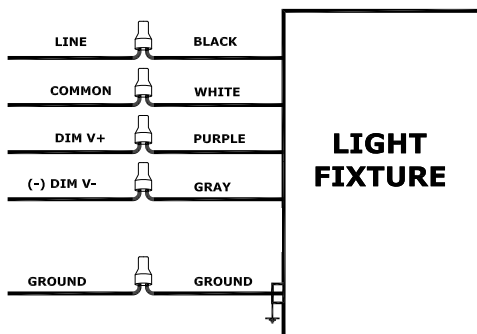 LINE BLACK
COMMON WHITE
DIM V+ PURPLE
(-) DIM V- GRAY
GROUND GROUND
LIGHT
FIXTURE